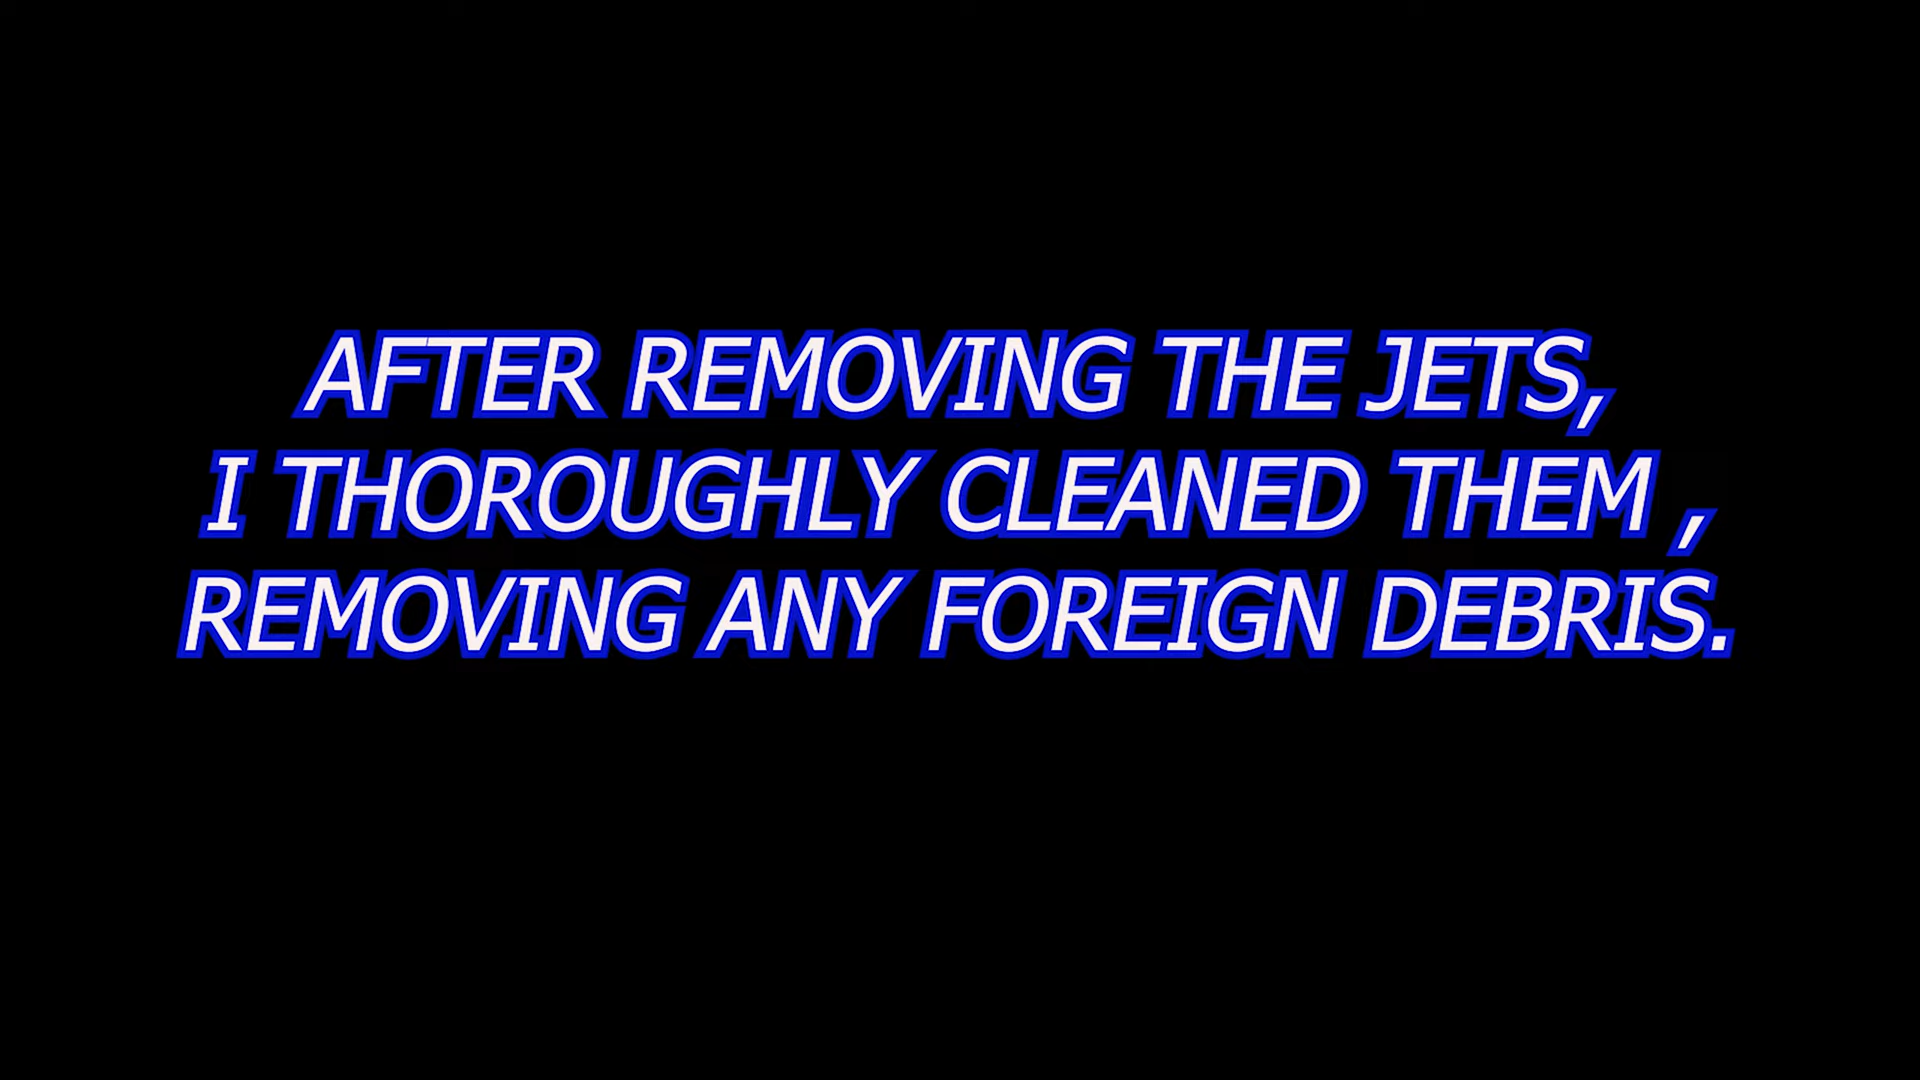 AFTER REMOVING THE JETS,
I THOROUGHLY CLEANED THEM ,
REMOVING ANY FOREIGN DEBRIS.